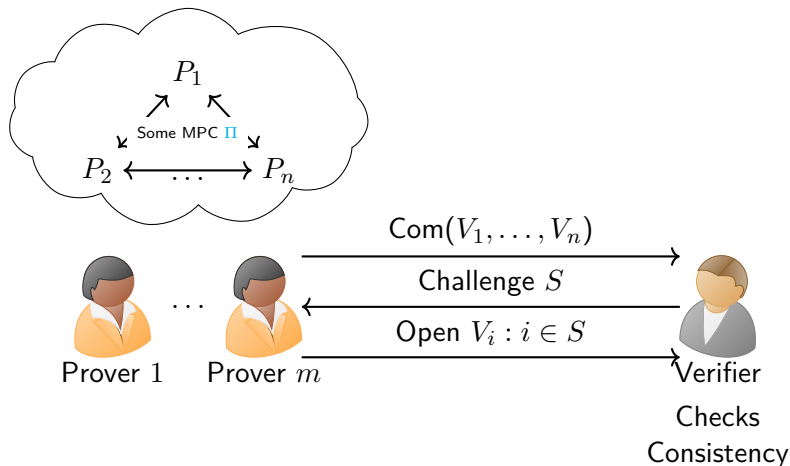 P₁
Some MPC Π
P₂ ... Pₙ
Com(V₁, . . . , Vₙ)
Challenge S
... Open Vᵢ : i ∈ S
Prover 1 Prover m Verifier
Checks
Consistency